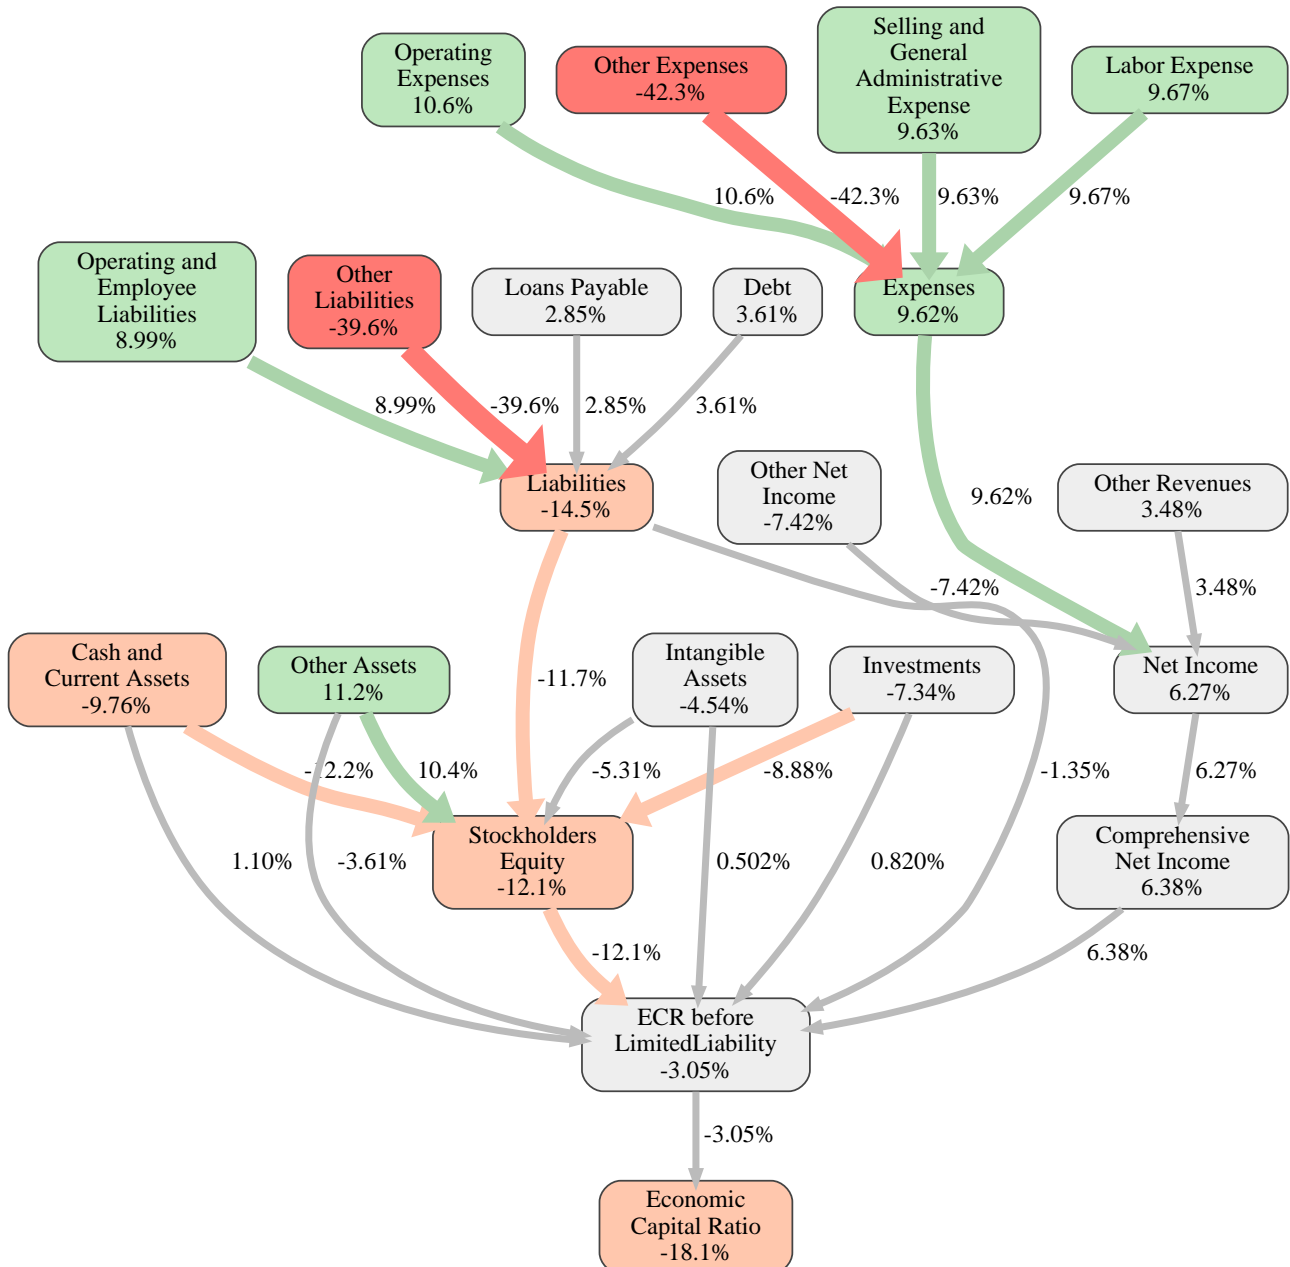 Operating
Expenses
10.6%
Other Expenses
-42.3%
Selling and
General
Administrative
Expense
9.63%
Labor Expense
9.67%
10.6%
-42.3%
9.63%
9.67%
Operating and
Employee
Liabilities
8.99%
Other
Liabilities
-39.6%
Loans Payable
2.85%
Debt
3.61%
Expenses
9.62%
8.99%
-39.6%
2.85%
3.61%
Liabilities
-14.5%
Other Net
Income
-7.42%
9.62%
Other Revenues
3.48%
-7.42%
3.48%
Cash and
Current Assets
-9.76%
Other Assets
11.2%
-11.7%
Intangible
Assets
-4.54%
Investments
-7.34%
Net Income
6.27%
-12.2%
10.4%
-5.31%
-8.88%
-1.35%
6.27%
1.10%
-3.61%
Stockholders
Equity
-12.1%
0.502%
0.820%
Comprehensive
Net Income
6.38%
-12.1%
6.38%
ECR before
LimitedLiability
-3.05%
-3.05%
Economic
Capital Ratio
-18.1%